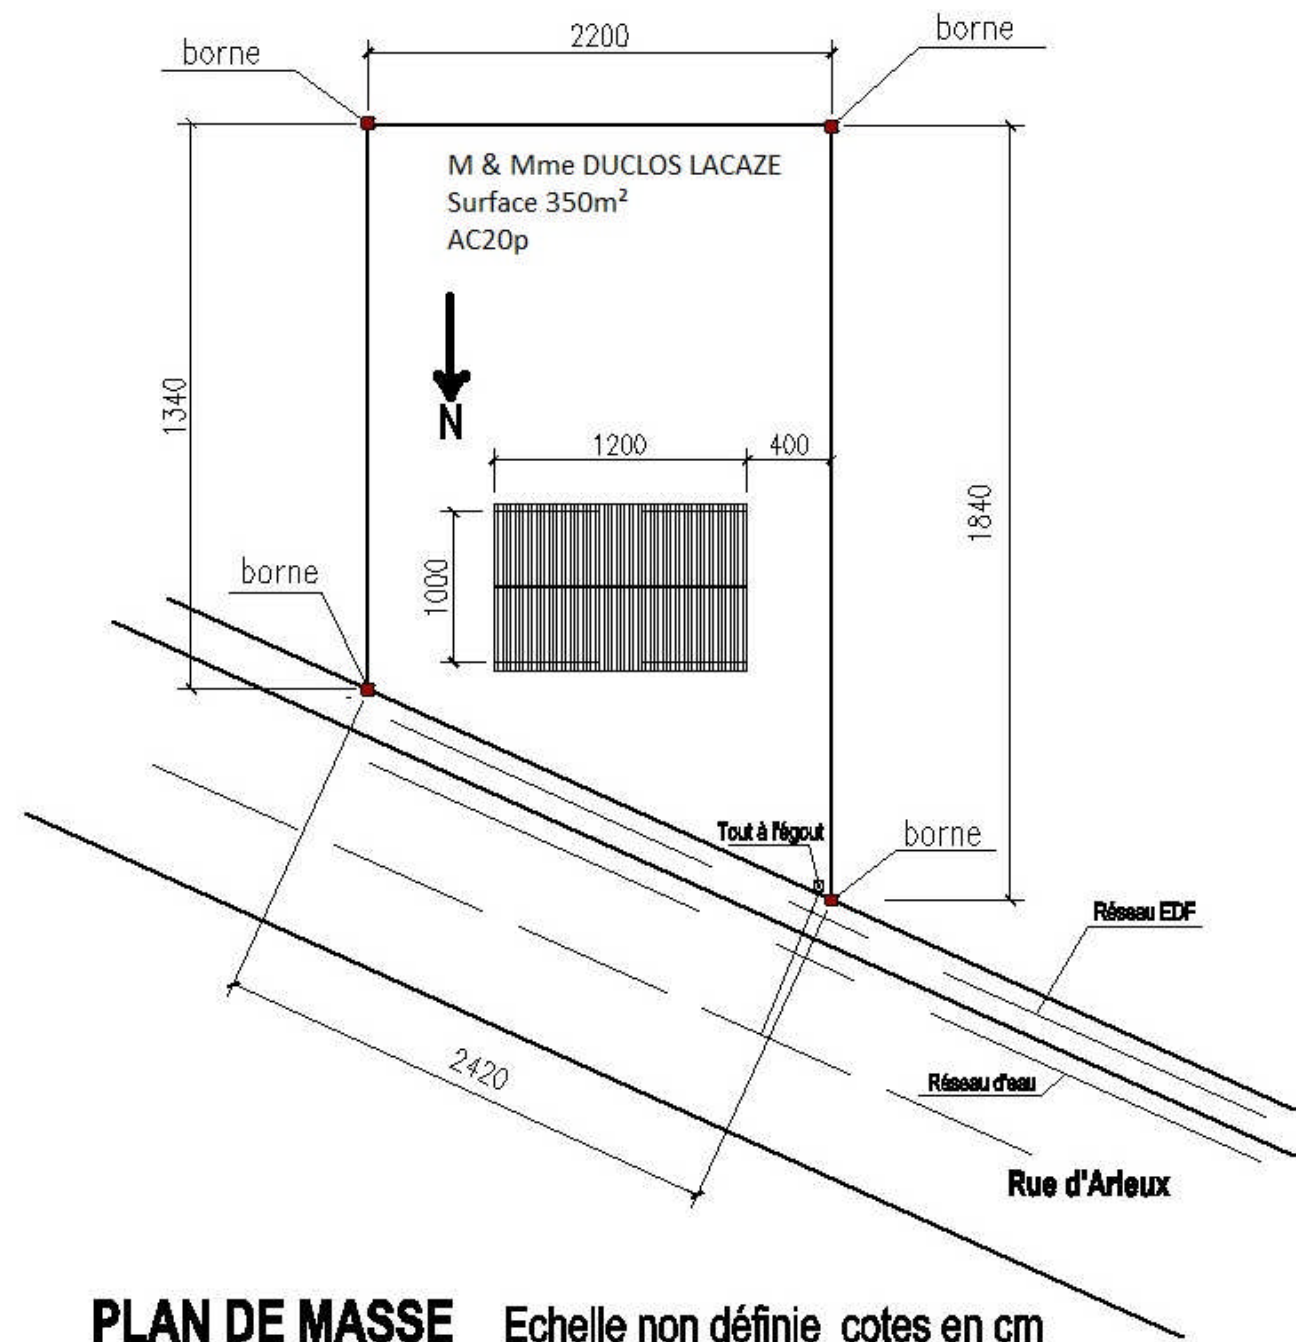 2200
borne
borne
M & Mme DUCLOS LACAZE
Surface 350m²
AC20p
N
1340
1200
400
1840
1000
borne
Tout à l'égout
borne
Réseau EDF
2420
Réseau d'eau
Rue d'Arleux
PLAN DE MASSE Echelle non définie cotes en cm